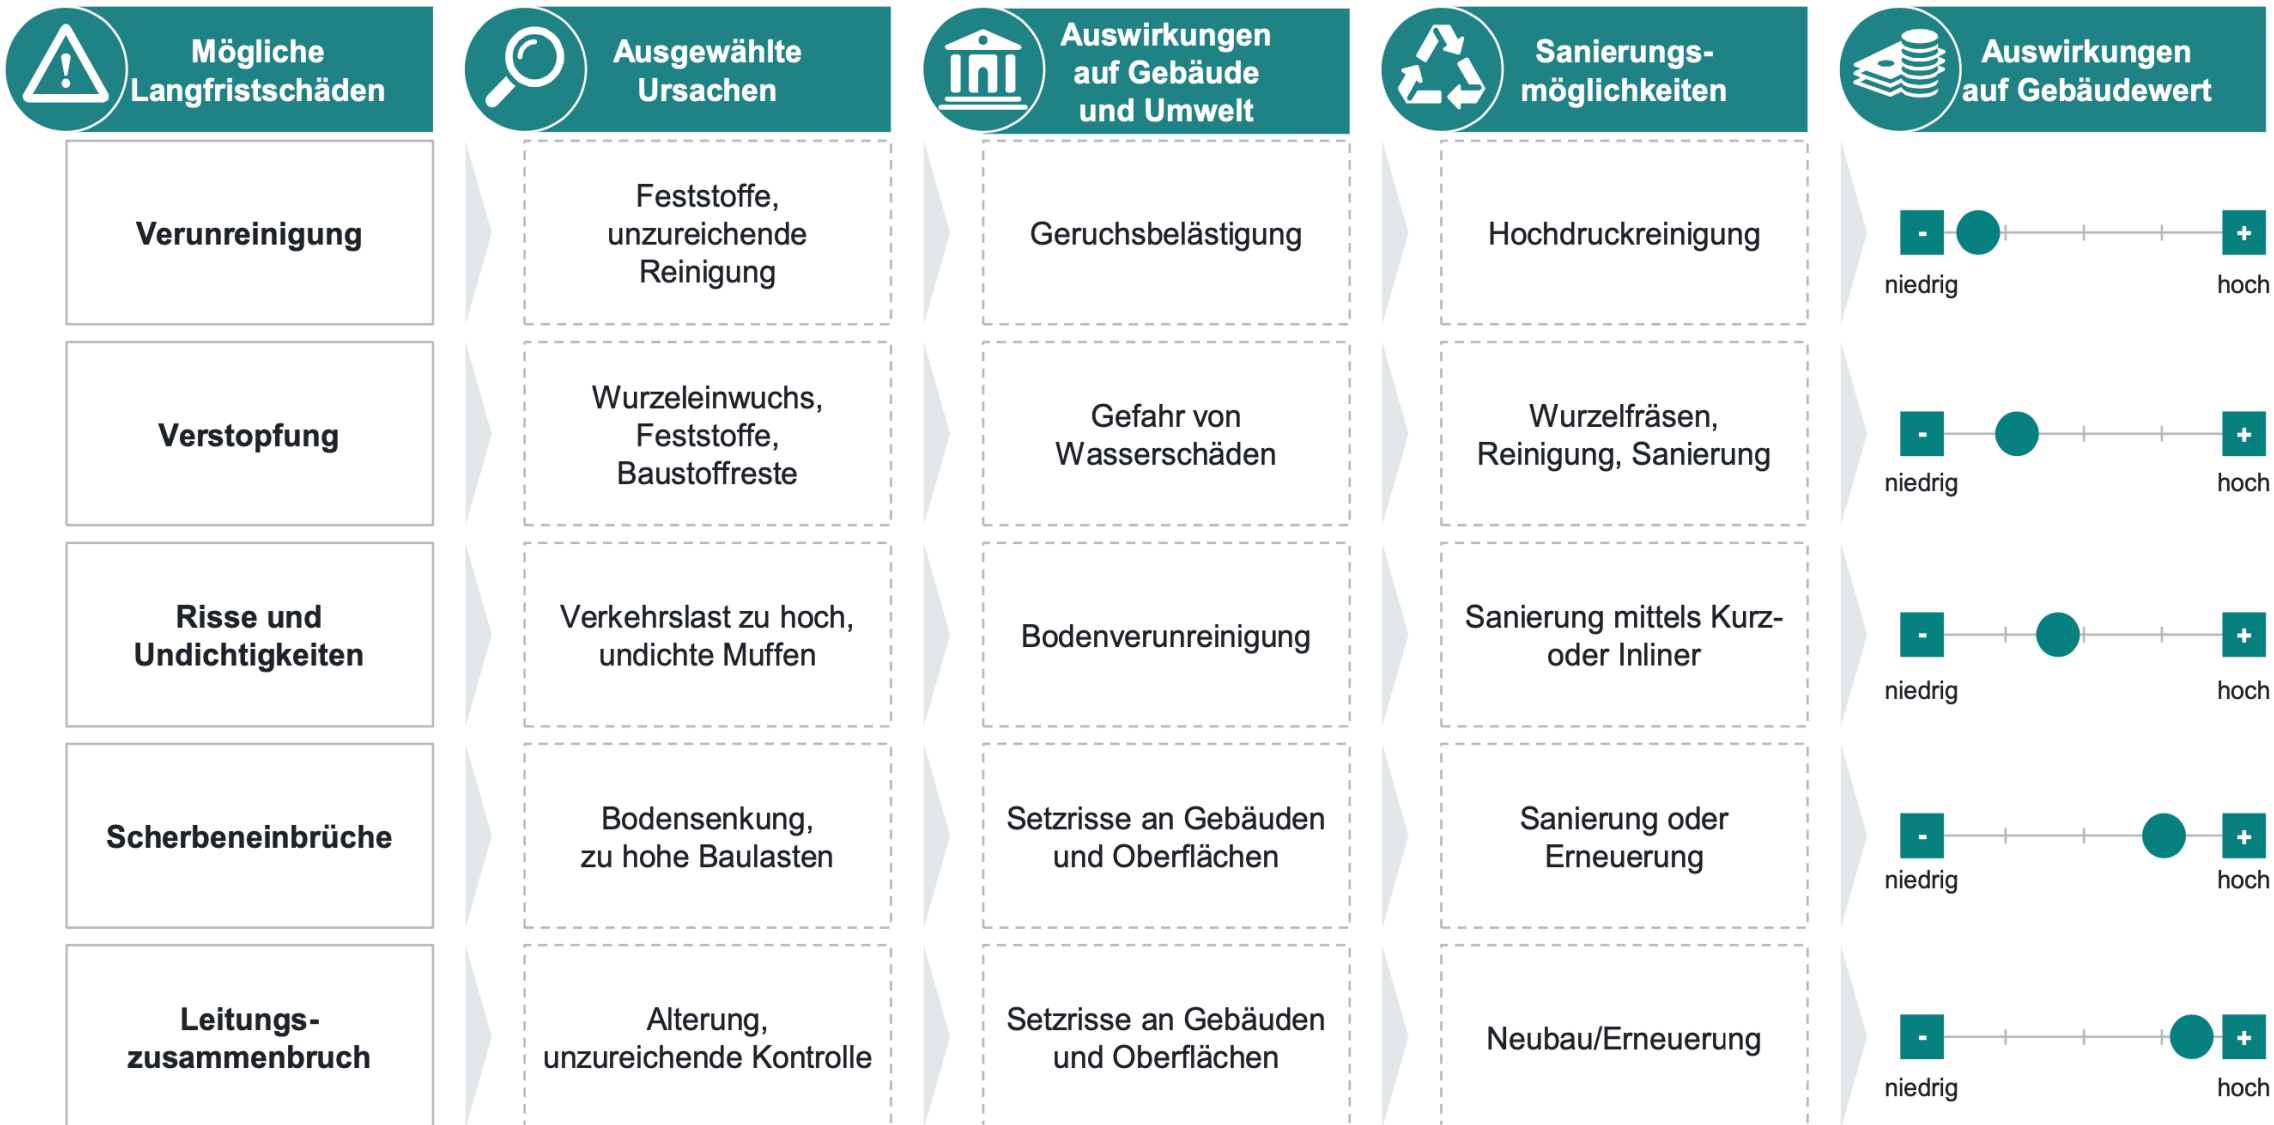 Mögliche
Langfristschäden
Ausgewählte
Ursachen
Auswirkungen
auf Gebäude
und Umwelt
Sanierungs-
möglichkeiten
Auswirkungen
auf Gebäudewert
Verunreinigung
Feststoffe,
unzureichende
Reinigung
Geruchsbelästigung
Hochdruckreinigung
-
+
niedrig
hoch
Verstopfung
Wurzeleinwuchs,
Feststoffe,
Baustoffreste
Gefahr von
Wasserschäden
Wurzelfräsen,
Reinigung, Sanierung
-
+
niedrig
hoch
Risse und
Undichtigkeiten
Verkehrslast zu hoch,
undichte Muffen
Bodenverunreinigung
Sanierung mittels Kurz-
oder Inliner
-
+
niedrig
hoch
Scherbeneinbrüche
Bodensenkung,
zu hohe Baulasten
Setzrisse an Gebäuden
und Oberflächen
Sanierung oder
Erneuerung
-
+
niedrig
hoch
Leitungs-
zusammenbruch
Alterung,
unzureichende Kontrolle
Setzrisse an Gebäuden
und Oberflächen
Neubau/Erneuerung
-
+
niedrig
hoch